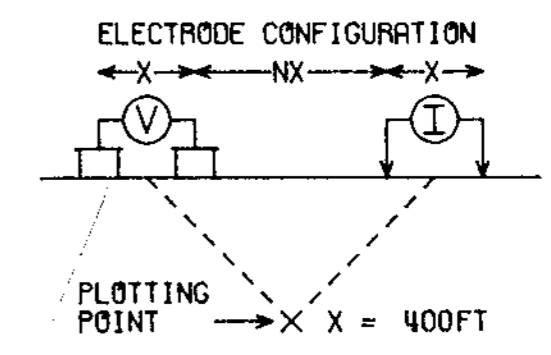 ELECTRODE CONFIGURATION
X NX X
V I
PLOTTING
POINT X X = 400FT